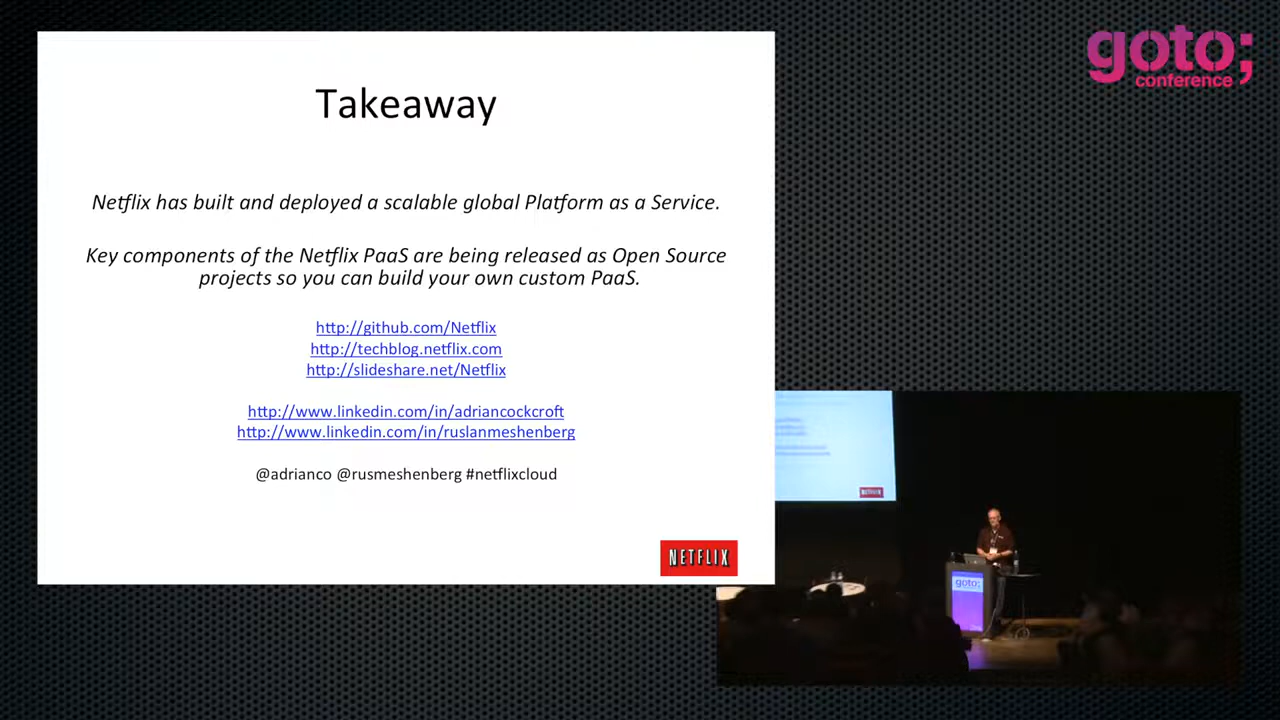 Takeaway
Netflix has built and deployed a scalable global Platform as a Service.
Key components of the Netflix PaaS are being released as Open Source
projects so you can build your own custom PaaS.
http://github.com/Netflix
http://techblog.netflix.com
http://slideshare.net/Netflix
http://www.linkedin.com/in/adriancockcroft
http://www.linkedin.com/in/ruslanmeshenberg
@adrianco @rusmeshenberg #netflixcloud
NETFLIX
goto;
conference
NETFLIX
goto;